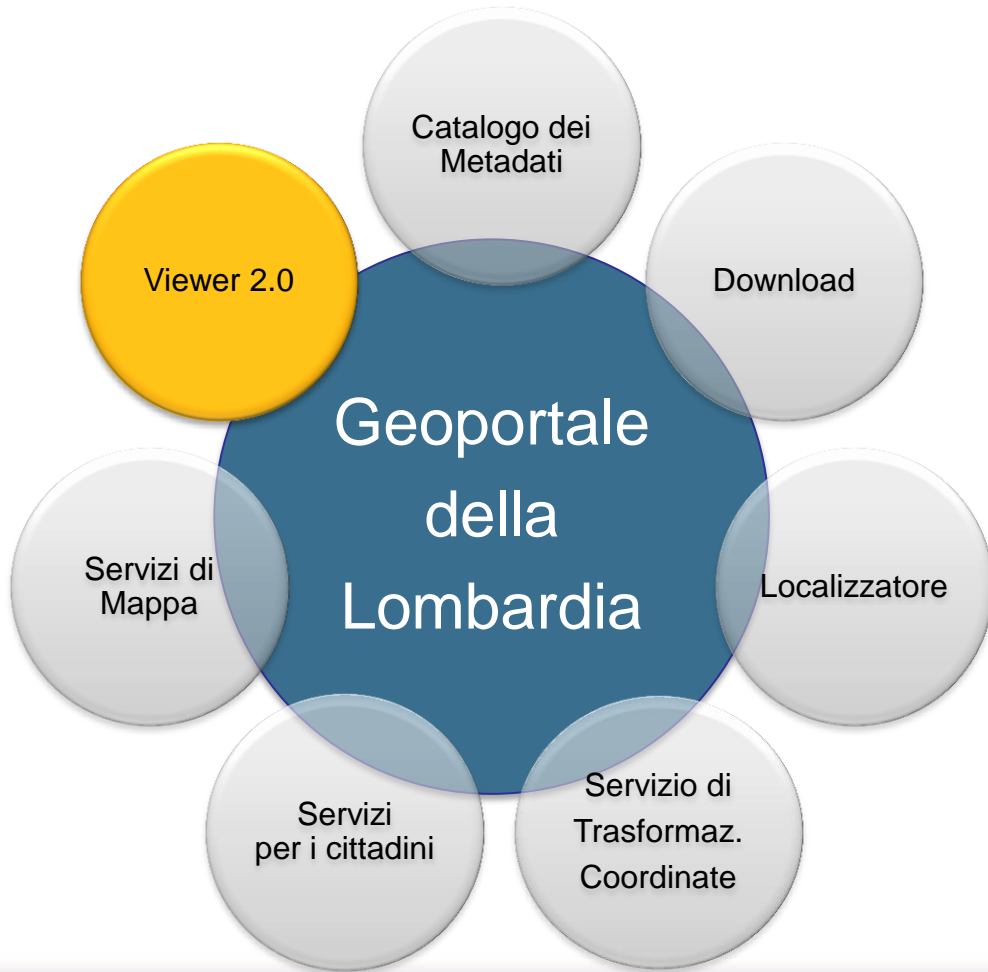 Catalogo dei
Metadati
Viewer 2.0
Download
Geoportale
della
Lombardia
Servizi di
Mappa
Localizzatore
Servizi
per i cittadini
Servizio di
Trasformaz.
Coordinate